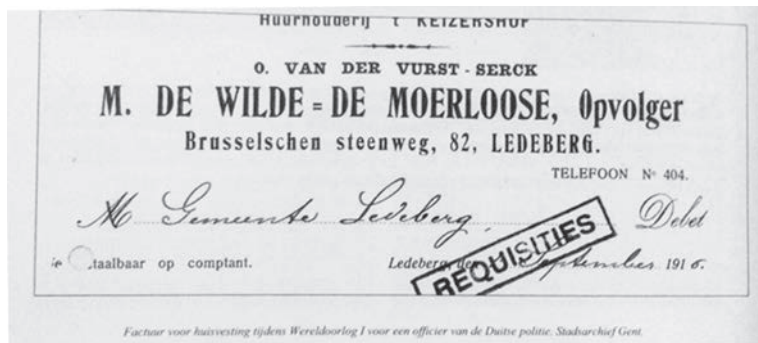 Huurhouderij 't KEIZERSHOF
O. VAN DER VURST - SERCK
M. DE WILDE = DE MOERLOOSE, Opvolger
Brusselschen steenweg, 82, LEDEBERG.
TELEFOON Nº 404.
M Gemeente Ledeberg, Debet
taalbaar op comptant. Ledeberg, den September 1916.
REQUISITIES
Factuur voor huisvesting tijdens Wereldoorlog I voor een officier van de Duitse politie. Stadsarchief Gent.